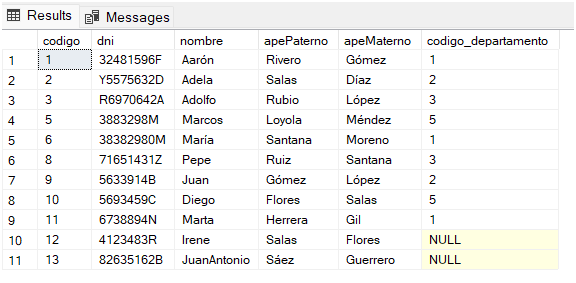 Results Messages
codigo dni nombre apePaterno apeMaterno codigo_departamento
1 1 32481596F Aarón Rivero Gómez 1
2 2 Y5575632D Adela Salas Díaz 2
3 3 R6970642A Adolfo Rubio López 3
4 5 3883298M Marcos Loyola Méndez 5
5 6 38382980M María Santana Moreno 1
6 8 71651431Z Pepe Ruiz Santana 3
7 9 5633914B Juan Gómez López 2
8 10 5693459C Diego Flores Salas 5
9 11 6738894N Marta Herrera Gil 1
10 12 4123483R Irene Salas Flores NULL
11 13 82635162B JuanAntonio Sáez Guerrero NULL